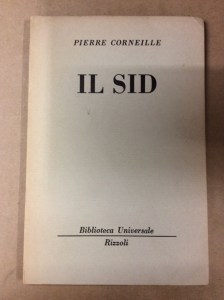 PIERRE CORNEILLE
IL SID
Biblioteca Universale
Rizzoli